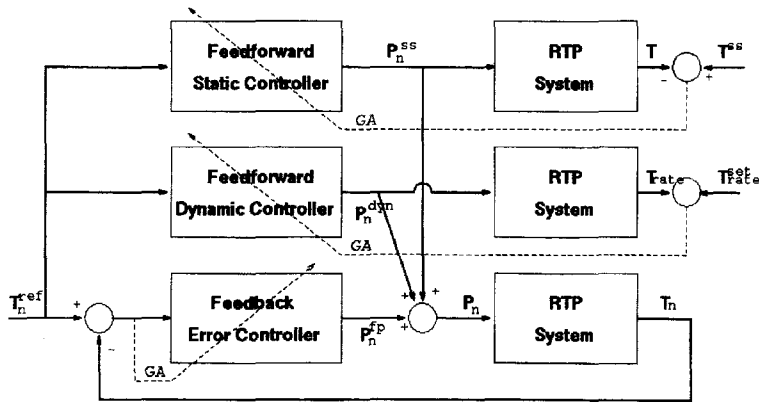 Feedforward
Static Controller
P_n^ss
RTP
System
T
T^ss
-
+
GA
Feedforward
Dynamic Controller
P_n^dyn
RTP
System
T_rate
T_rate^set
-
+
GA
T_n^ref
+
-
Feedback
Error Controller
P_n^fp
+
+
+
P_n
RTP
System
T_n
GA